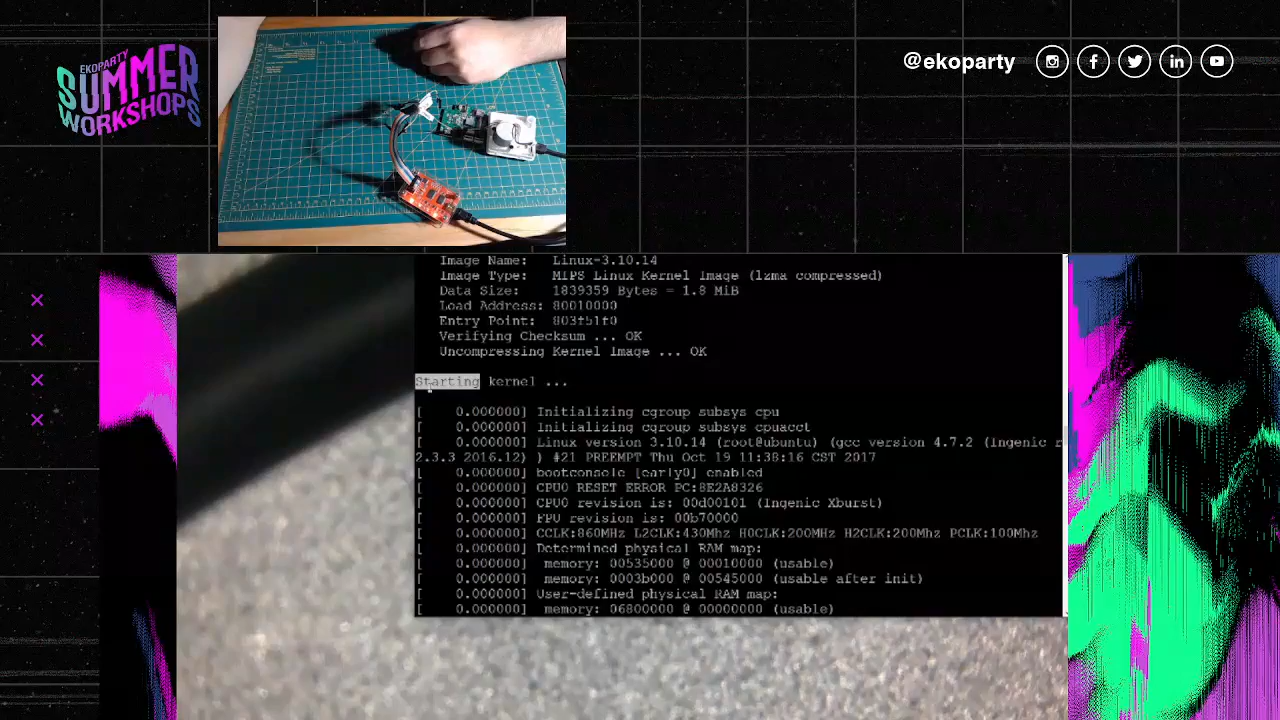 EKOPARTY
SUMMER
WORKSHOPS
@ekoparty
Image Name: Linux-3.10.14
Image Type: MIPS Linux Kernel Image (lzma compressed)
Data Size: 1839359 Bytes = 1.8 MiB
Load Address: 80010000
Entry Point: 803f51f0
Verifying Checksum ... OK
Uncompressing Kernel Image ... OK
Starting kernel ...
[ 0.000000] Initializing cgroup subsys cpu
[ 0.000000] Initializing cgroup subsys cpuacct
[ 0.000000] Linux version 3.10.14 (root@ubuntu) (gcc version 4.7.2 (Ingenic r
2.3.3 2016.12) ) #21 PREEMPT Thu Oct 19 11:38:16 CST 2017
[ 0.000000] bootconsole [early0] enabled
[ 0.000000] CPU0 RESET ERROR PC:8E2A8326
[ 0.000000] CPU0 revision is: 00d00101 (Ingenic Xburst)
[ 0.000000] FPU revision is: 00b70000
[ 0.000000] CCLK:860MHz L2CLK:430Mhz H0CLK:200MHz H2CLK:200Mhz PCLK:100Mhz
[ 0.000000] Determined physical RAM map:
[ 0.000000] memory: 00535000 @ 00010000 (usable)
[ 0.000000] memory: 0003b000 @ 00545000 (usable after init)
[ 0.000000] User-defined physical RAM map:
[ 0.000000] memory: 06800000 @ 00000000 (usable)